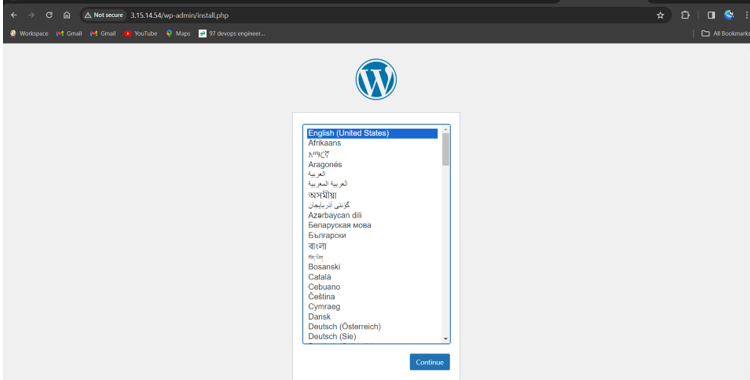 Not secure 3.15.14.54/wp-admin/install.php
Workspace Gmail Gmail YouTube Maps 97 devops engineer... All Bookmarks
English (United States)
Afrikaans
አማርኛ
Aragonés
العربية
العربية المغربية
অসমীয়া
گؤنئی آذربایجان
Azərbaycan dili
Беларуская мова
Български
বাংলা
བོད་ཡིག
Bosanski
Català
Cebuano
Čeština
Cymraeg
Dansk
Deutsch (Österreich)
Deutsch (Sie)
Continue